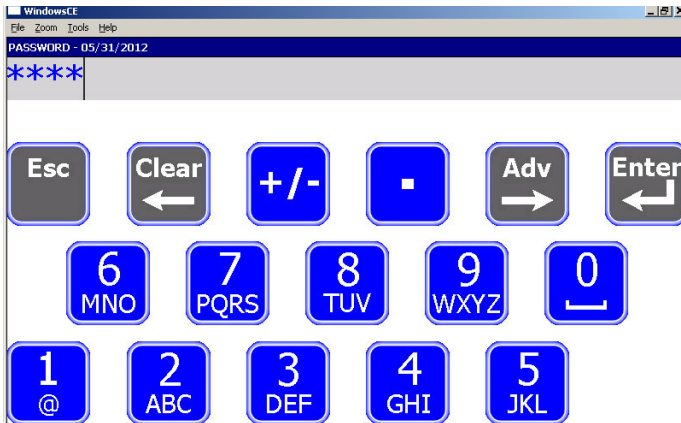 WindowsCE
File Zoom Tools Help
PASSWORD - 05/31/2012
****
Esc Clear +/- . Adv Enter
6 7 8 9 0
MNO PQRS TUV WXYZ
1 2 3 4 5
@ ABC DEF GHI JKL